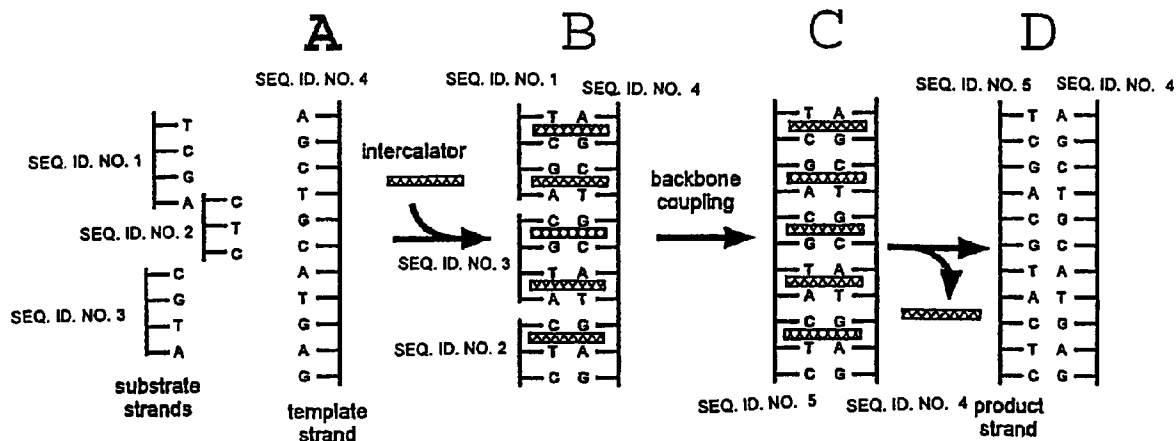 A
B
C
D
SEQ. ID. NO. 4
SEQ. ID. NO. 1
SEQ. ID. NO. 4
SEQ. ID. NO. 5
SEQ. ID. NO. 4
SEQ. ID. NO. 1
T
C
G
A
SEQ. ID. NO. 2
C
T
C
SEQ. ID. NO. 3
C
G
T
A
substrate
strands
A
G
C
T
G
C
A
T
G
A
G
template
strand
intercalator
SEQ. ID. NO. 3
SEQ. ID. NO. 2
T A
C G
G C
A T
C G
G C
T A
A T
C G
T A
C G
backbone
coupling
T A
C G
G C
A T
C G
G C
T A
A T
C G
T A
C G
SEQ. ID. NO. 5
SEQ. ID. NO. 4
T A
C G
G C
A T
C G
G C
T A
A T
C G
T A
C G
product
strand